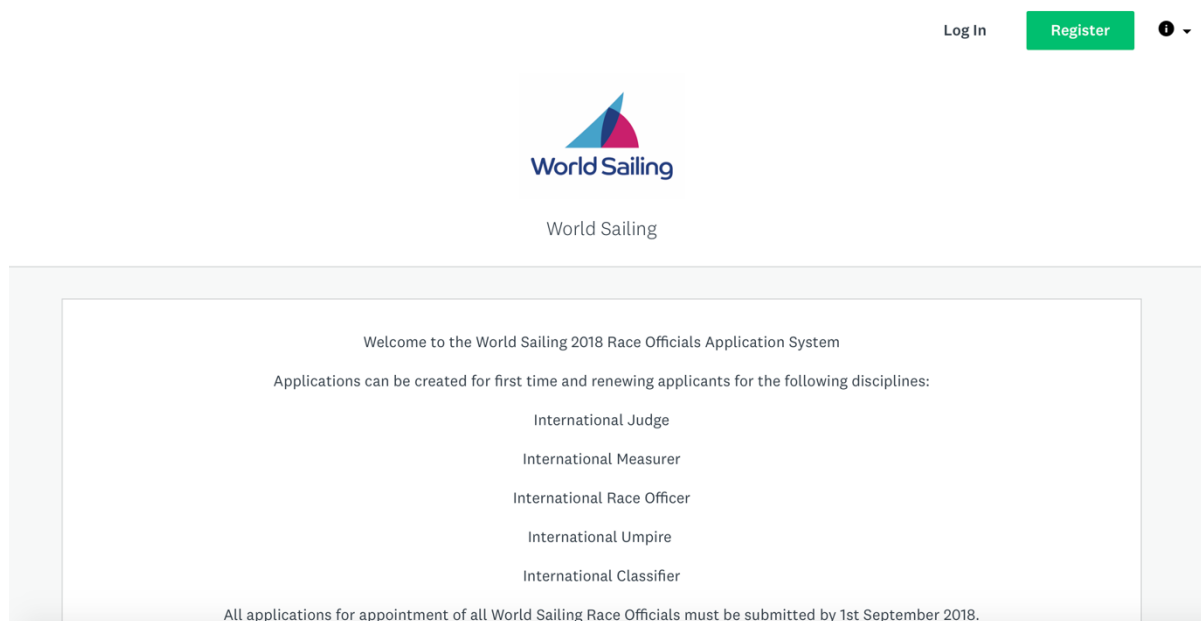 Log In
Register
World Sailing
World Sailing
Welcome to the World Sailing 2018 Race Officials Application System
Applications can be created for first time and renewing applicants for the following disciplines:
International Judge
International Measurer
International Race Officer
International Umpire
International Classifier
All applications for appointment of all World Sailing Race Officials must be submitted by 1st September 2018.